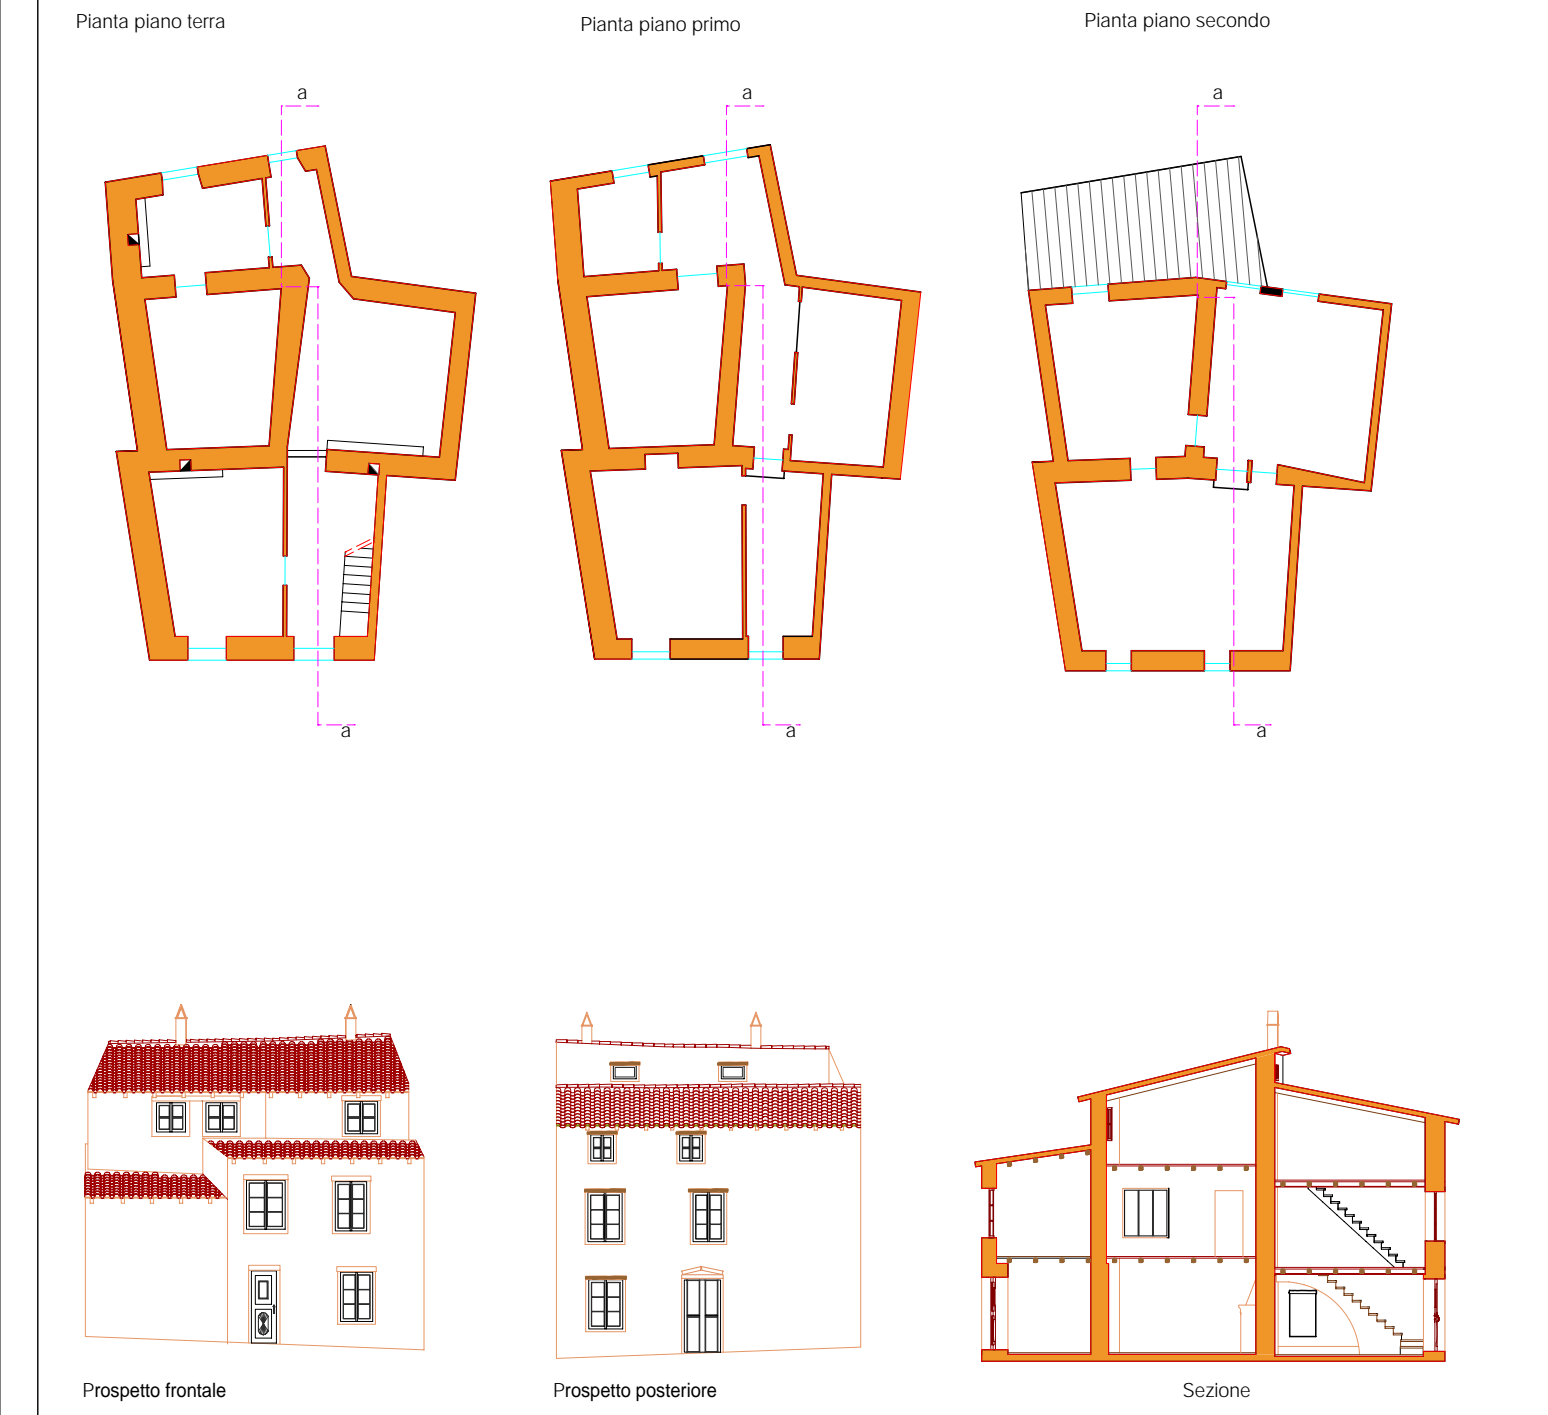 Pianta piano terra
Pianta piano primo
Pianta piano secondo
a
a
a
a
a
a
Prospetto frontale
Prospetto posteriore
Sezione